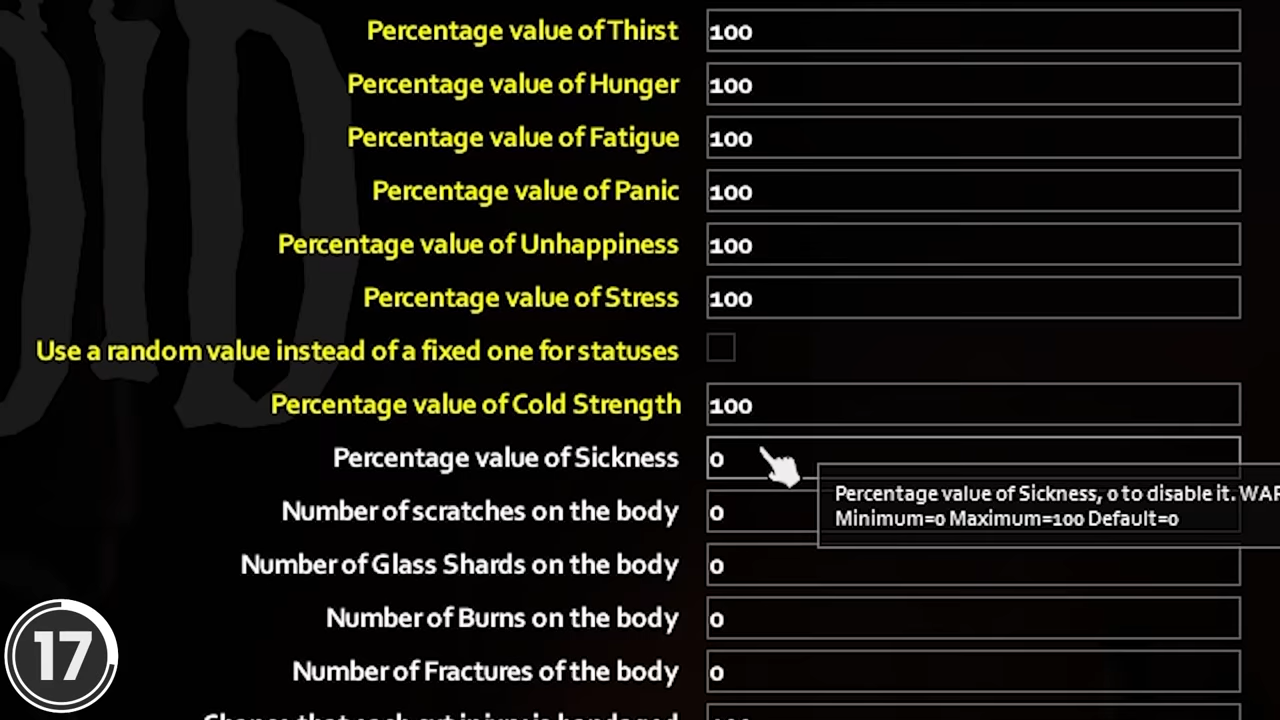 Percentage value of Thirst 100
Percentage value of Hunger 100
Percentage value of Fatigue 100
Percentage value of Panic 100
Percentage value of Unhappiness 100
Percentage value of Stress 100
Use a random value instead of a fixed one for statuses
Percentage value of Cold Strength 100
Percentage value of Sickness 0
Percentage value of Sickness, 0 to disable it. WAR
Minimum=0 Maximum=100 Default=0
Number of scratches on the body 0
Number of Glass Shards on the body 0
Number of Burns on the body 0
Number of Fractures of the body 0
17